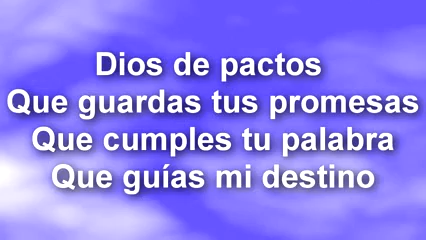 Dios de pactos
Que guardas tus promesas
Que cumples tu palabra
Que guías mi destino